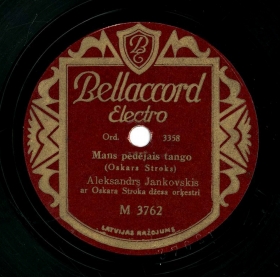 B
Bellaccord
Electro
Ord. 3358
Mans pēdējais tango
(Oskara Stroka)
Aleksandrs Jankovskis
ar Oskara Stroka džeza orķestri
M 3762
LATVIJAS RAŽOJUMS